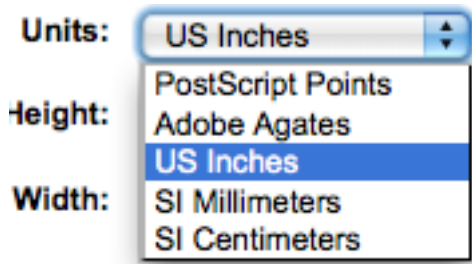 Units: US Inches
PostScript Points
Height: Adobe Agates
US Inches
Width: SI Millimeters
SI Centimeters